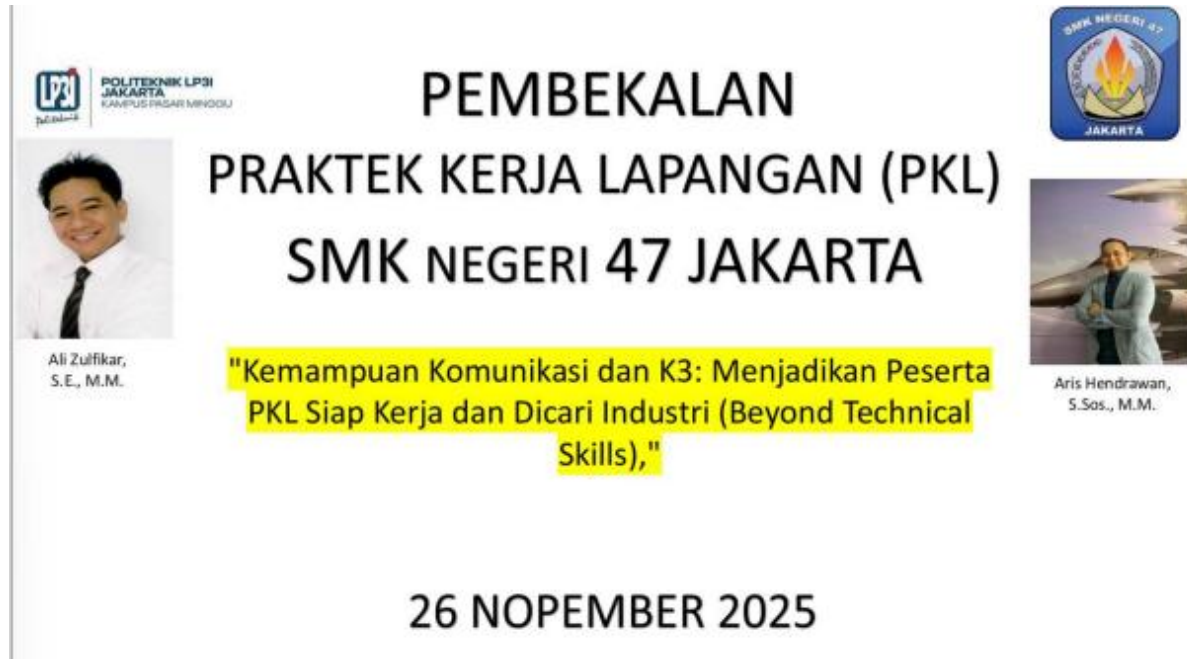 LP3I
Politeknik
POLITEKNIK LP3I
JAKARTA
KAMPUS PASAR MINGGU
PEMBEKALAN
PRAKTEK KERJA LAPANGAN (PKL)
SMK NEGERI 47 JAKARTA
SMK NEGERI 47
JAKARTA
Ali Zulfikar,
S.E., M.M.
"Kemampuan Komunikasi dan K3: Menjadikan Peserta
PKL Siap Kerja dan Dicari Industri (Beyond Technical
Skills),"
Aris Hendrawan,
S.Sos., M.M.
26 NOPEMBER 2025